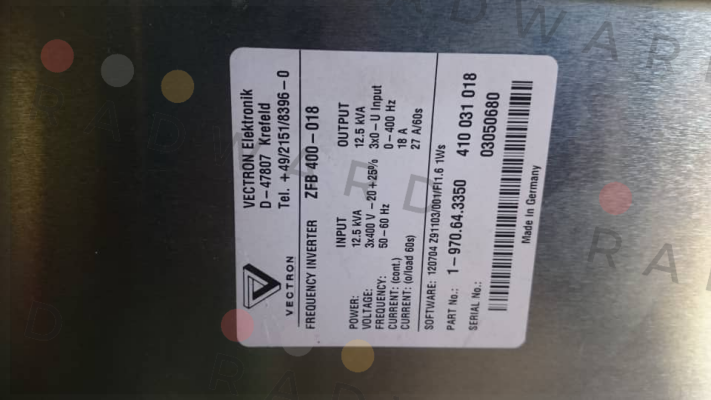 VECTRON
VECTRON Elektronik
D-47807 Krefeld
Tel. +49/2151/8396-0
FREQUENCY INVERTER ZFB 400-018
INPUT OUTPUT
POWER: 12.5 kVA 12.5 kVA
VOLTAGE: 3x400 V -20+25% 3x0-U Input
FREQUENCY: 50-60 Hz 0-400 Hz
CURRENT: (cont.) 18 A
CURRENT: (o/load 60s) 27 A/60s
SOFTWARE: 120704 Z91103/001/FI1.6 1Ws
PART No.: 1-970.64.3350 410 031 018
SERIAL No.: 03050680
Made in Germany